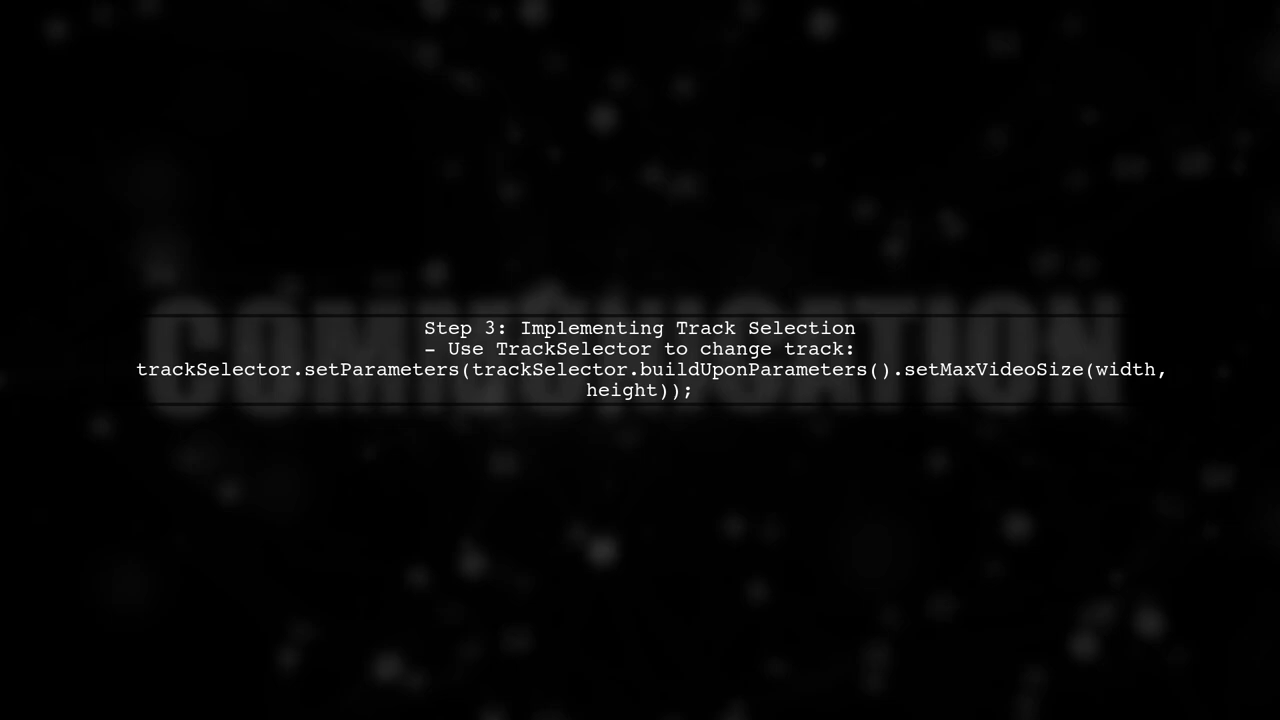 Step 3: Implementing Track Selection
- Use TrackSelector to change track:
trackSelector.setParameters(trackSelector.buildUponParameters().setMaxVideoSize(width,
height));